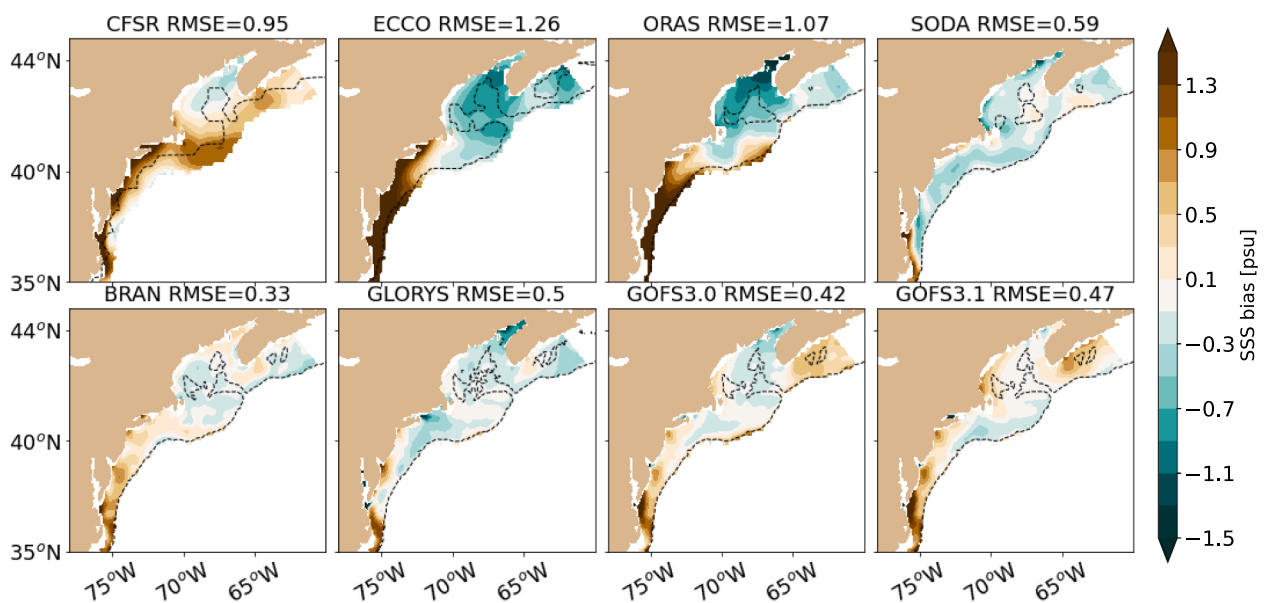 CFSR RMSE=0.95
ECCO RMSE=1.26
ORAS RMSE=1.07
SODA RMSE=0.59
44°N
40°N
35°N
BRAN RMSE=0.33
GLORYS RMSE=0.5
GOFS3.0 RMSE=0.42
GOFS3.1 RMSE=0.47
44°N
40°N
35°N
75°W
70°W
65°W
75°W
70°W
65°W
75°W
70°W
65°W
75°W
70°W
65°W
1.3
0.9
0.5
0.1
−0.3
−0.7
−1.1
−1.5
SSS bias [psu]